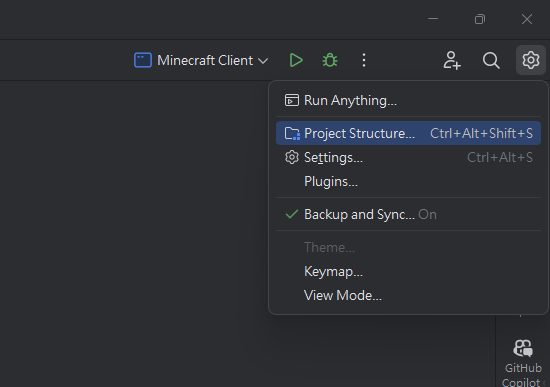 Minecraft Client
Run Anything...
Project Structure... Ctrl+Alt+Shift+S
Settings... Ctrl+Alt+S
Plugins...
Backup and Sync... On
Theme...
Keymap...
View Mode...
GitHub
Copilot